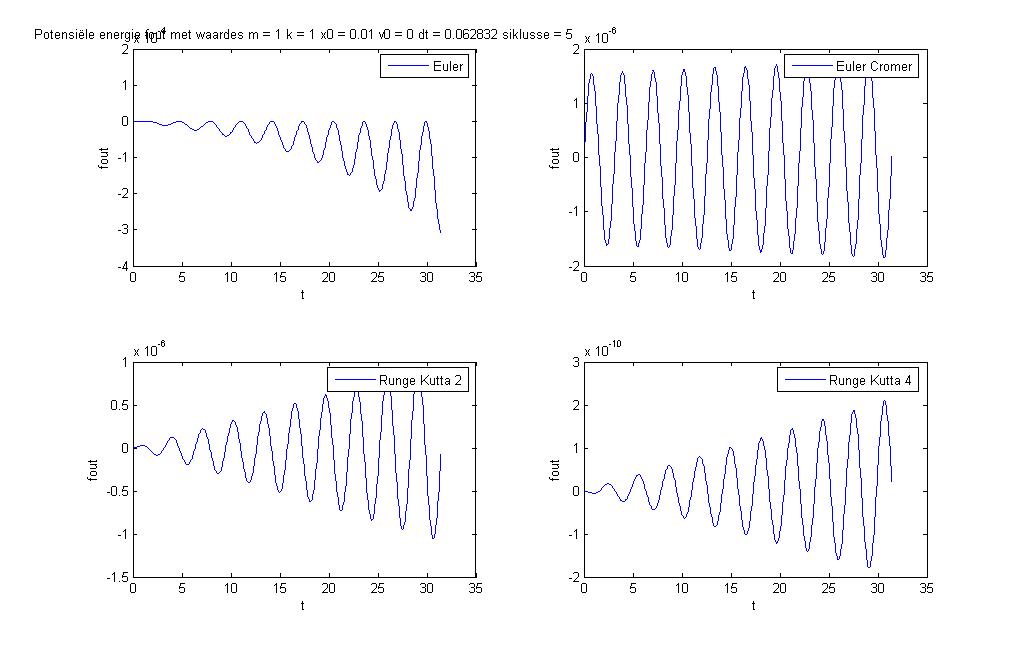 Potensiële energie fout met waardes m = 1 k = 1 x0 = 0.01 v0 = 0 dt = 0.062832 siklusse = 5
x 10^-4
2
1
0
-1
-2
-3
-4
fout
0 5 10 15 20 25 30 35
t
Euler
x 10^-6
2
1
0
-1
-2
fout
0 5 10 15 20 25 30 35
t
Euler Cromer
x 10^-6
1
0.5
0
-0.5
-1
-1.5
fout
0 5 10 15 20 25 30 35
t
Runge Kutta 2
x 10^-10
3
2
1
0
-1
-2
fout
0 5 10 15 20 25 30 35
t
Runge Kutta 4